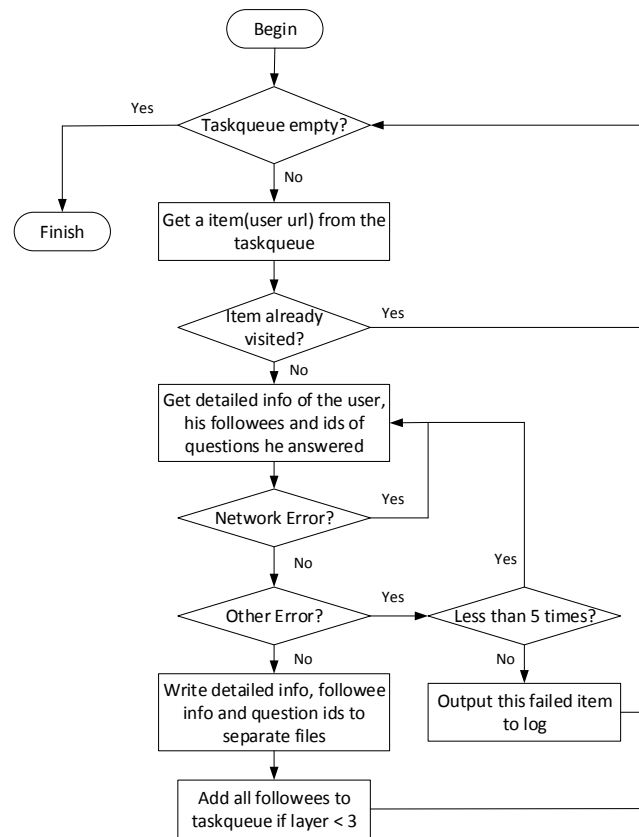 Begin
Yes
Taskqueue empty?
No
Finish
Get a item(user url) from the
taskqueue
Item already
visited?
Yes
No
Get detailed info of the user,
his followees and ids of
questions he answered
Network Error?
Yes
No
Yes
Other Error?
Yes
Less than 5 times?
No
No
Write detailed info, followee
info and question ids to
separate files
Output this failed item
to log
Add all followees to
taskqueue if layer < 3